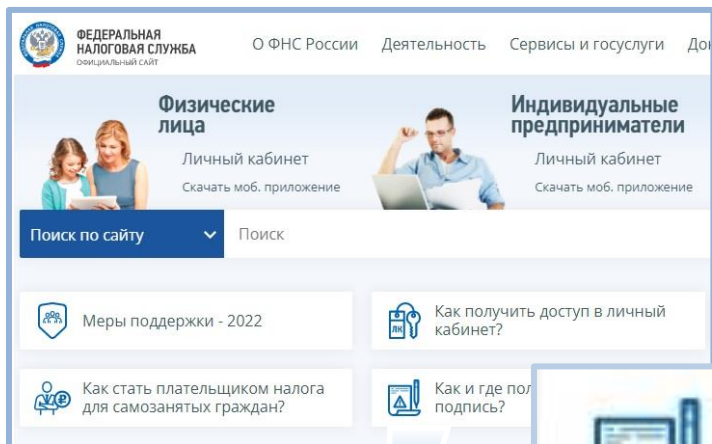 ФЕДЕРАЛЬНАЯ
НАЛОГОВАЯ СЛУЖБА
ОФИЦИАЛЬНЫЙ САЙТ
О ФНС России Деятельность Сервисы и госуслуги
Физические
лица
Личный кабинет
Скачать моб. приложение
Индивидуальные
предприниматели
Личный кабинет
Скачать моб. приложение
Поиск по сайту
Поиск
Меры поддержки - 2022
Как получить доступ в личный
кабинет?
ЛК
Как стать плательщиком налога
для самозанятых граждан?
Как и где
подпись?